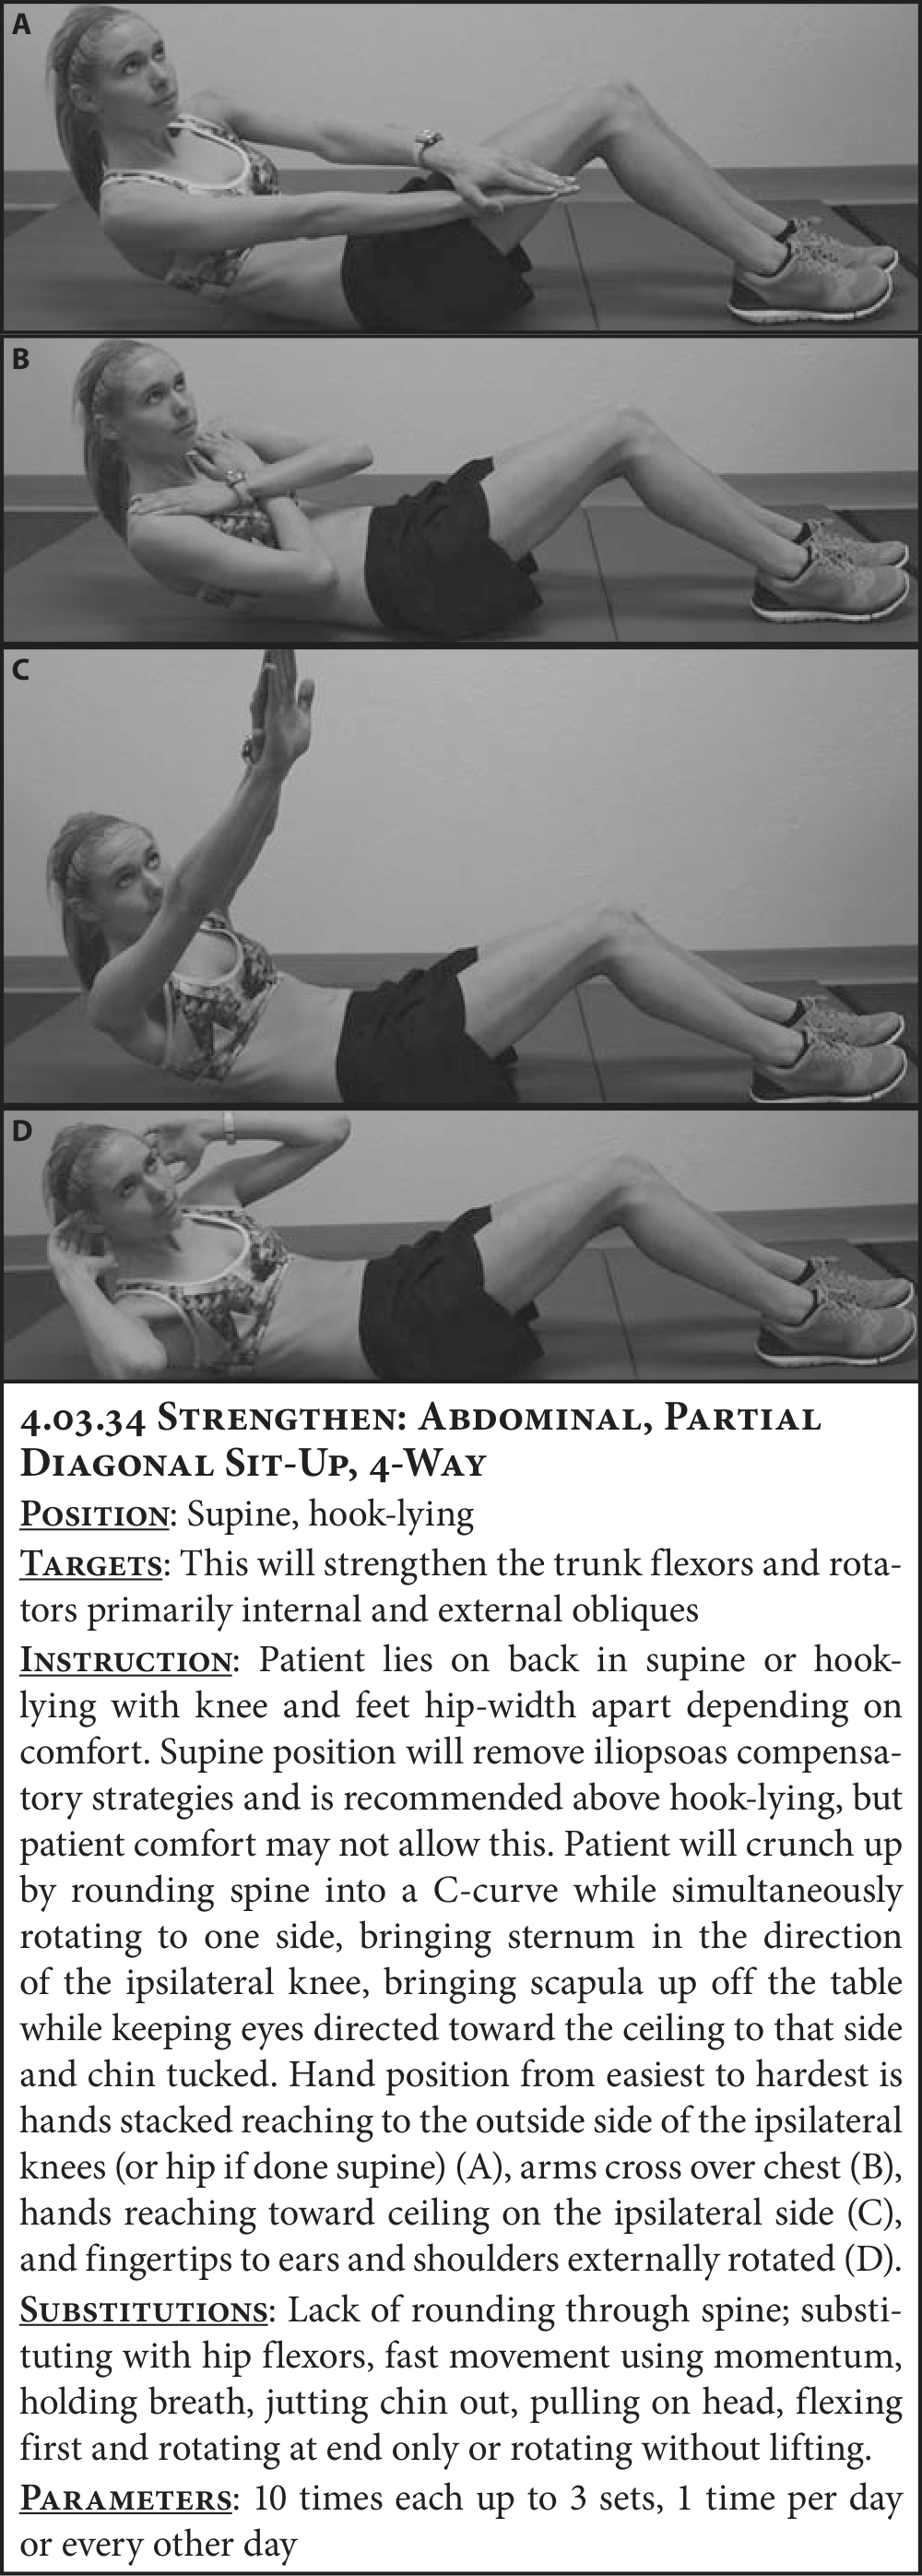 A
B
C
D
4.03.34 Strengthen: Abdominal, Partial
Diagonal Sit-Up, 4-Way
Position: Supine, hook-lying
Targets: This will strengthen the trunk flexors and rota-
tors primarily internal and external obliques
Instruction: Patient lies on back in supine or hook-
lying with knee and feet hip-width apart depending on
comfort. Supine position will remove iliopsoas compensa-
tory strategies and is recommended above hook-lying, but
patient comfort may not allow this. Patient will crunch up
by rounding spine into a C-curve while simultaneously
rotating to one side, bringing sternum in the direction
of the ipsilateral knee, bringing scapula up off the table
while keeping eyes directed toward the ceiling to that side
and chin tucked. Hand position from easiest to hardest is
hands stacked reaching to the outside side of the ipsilateral
knees (or hip if done supine) (A), arms cross over chest (B),
hands reaching toward ceiling on the ipsilateral side (C),
and fingertips to ears and shoulders externally rotated (D).
Substitutions: Lack of rounding through spine; substi-
tuting with hip flexors, fast movement using momentum,
holding breath, jutting chin out, pulling on head, flexing
first and rotating at end only or rotating without lifting.
Parameters: 10 times each up to 3 sets, 1 time per day
or every other day